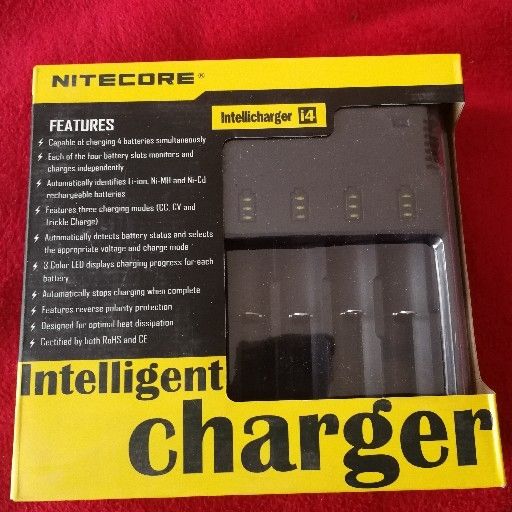 NITECORE®
Intellicharger i4
FEATURES
Capable of charging 4 batteries simultaneously
Each of the four battery slots monitors and
charges independently
Automatically identifies Li-ion, Ni-MH and Ni-Cd
rechargeable batteries
Features three charging modes (CC, CV and
Trickle Charge)
Automatically detects battery status and selects
the appropriate voltage and charge mode
3 Color LED displays charging progress for each
battery
Automatically stops charging when complete
Features reverse polarity protection
Designed for optimal heat dissipation
Certified by both RoHS and CE
Intelligent
charger